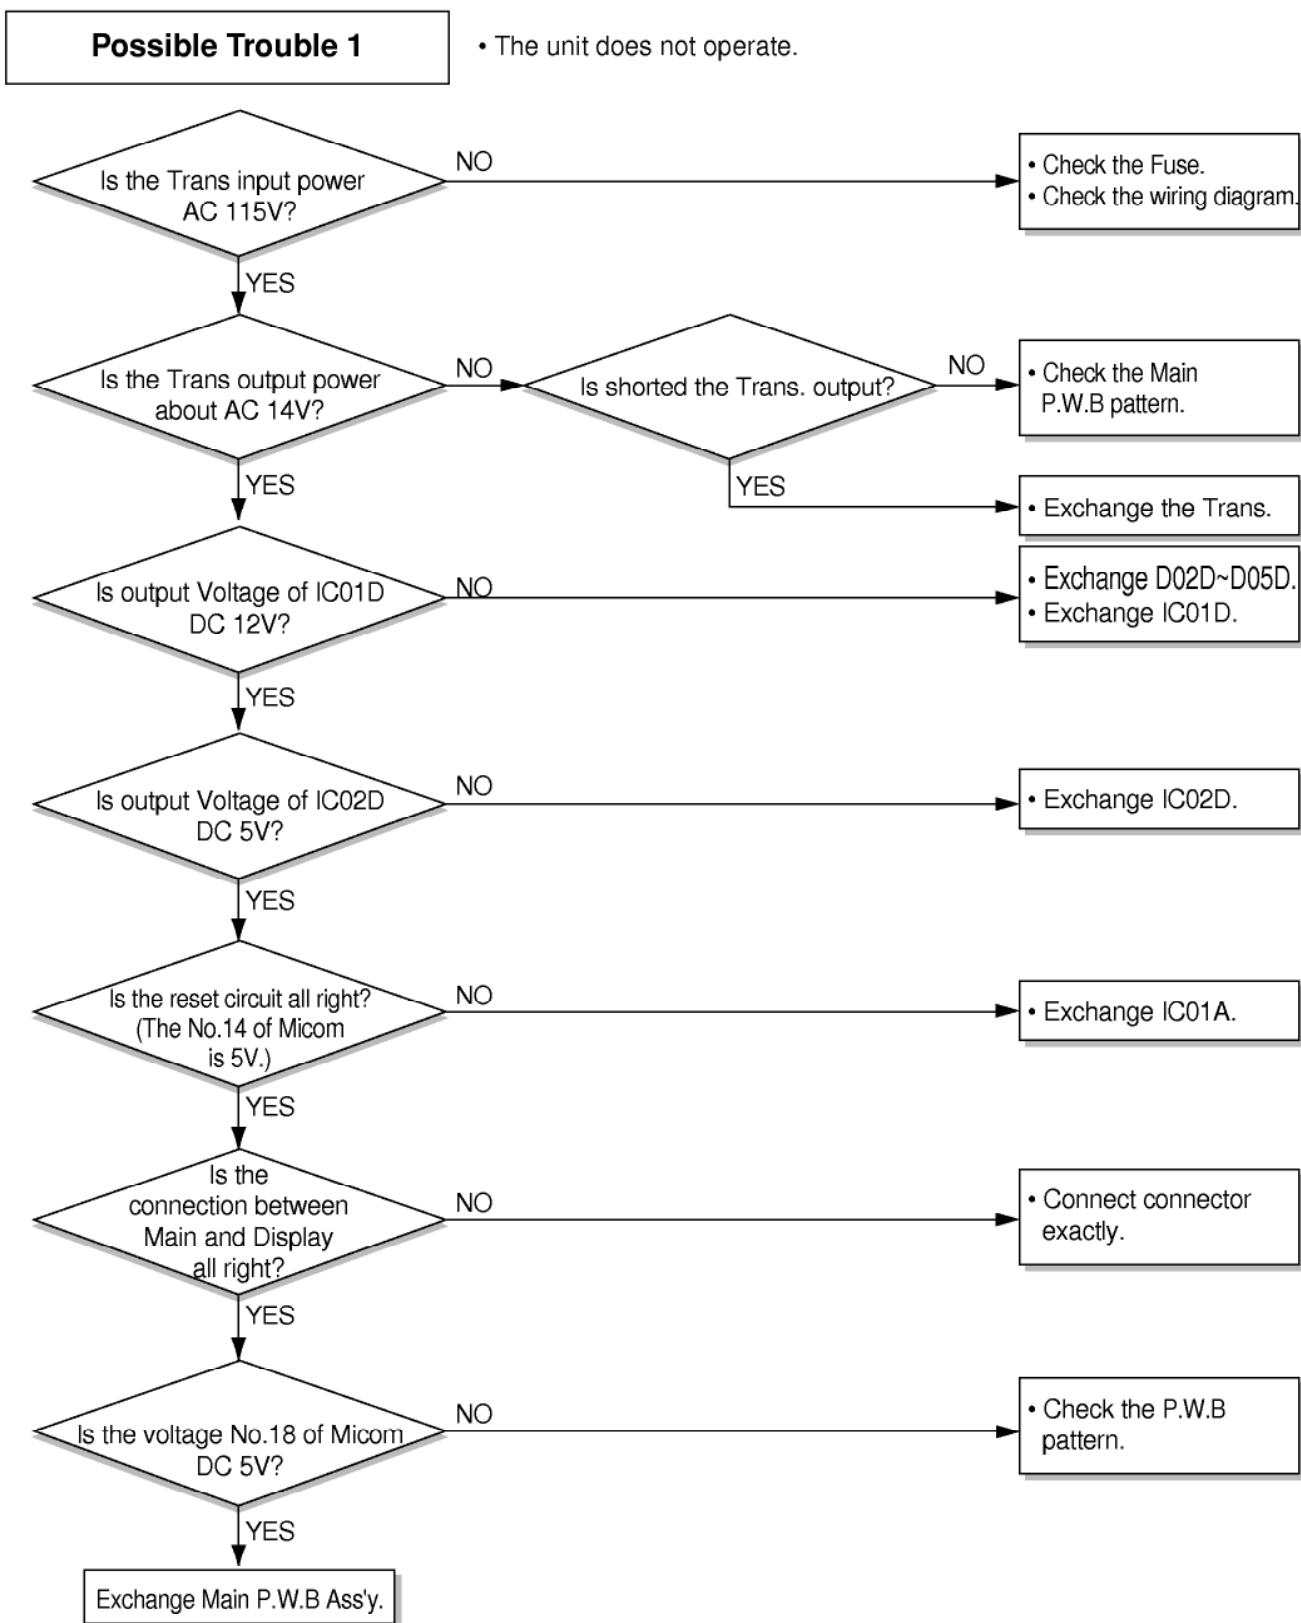 Possible Trouble 1
• The unit does not operate.
Is the Trans input power
AC 115V?
NO
• Check the Fuse.
• Check the wiring diagram.
YES
Is the Trans output power
about AC 14V?
NO
Is shorted the Trans. output?
NO
• Check the Main
P.W.B pattern.
YES
• Exchange the Trans.
YES
Is output Voltage of IC01D
DC 12V?
NO
• Exchange D02D~D05D.
• Exchange IC01D.
YES
Is output Voltage of IC02D
DC 5V?
NO
• Exchange IC02D.
YES
Is the reset circuit all right?
(The No.14 of Micom
is 5V.)
NO
• Exchange IC01A.
YES
Is the
connection between
Main and Display
all right?
NO
• Connect connector
exactly.
YES
Is the voltage No.18 of Micom
DC 5V?
NO
• Check the P.W.B
pattern.
YES
Exchange Main P.W.B Ass'y.